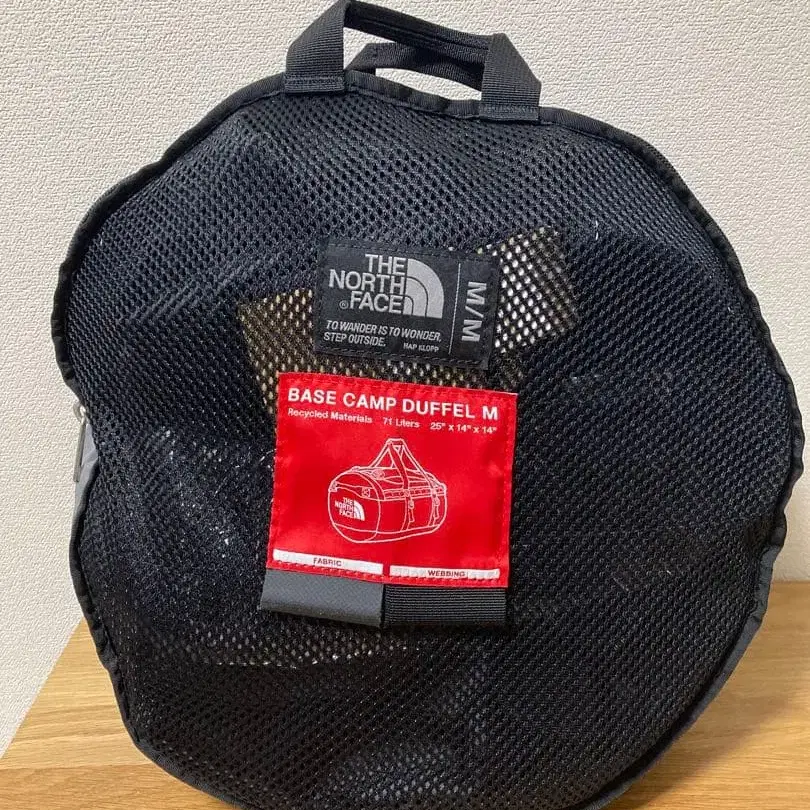 THE
NORTH
® FACE
M/M
TO WANDER IS TO WONDER.
STEP OUTSIDE. HAP KLOPP
BASE CAMP DUFFEL M
Recycled Materials 71 Liters 25" x 14" x 14"
THE
NORTH
FACE
FABRIC WEBBING